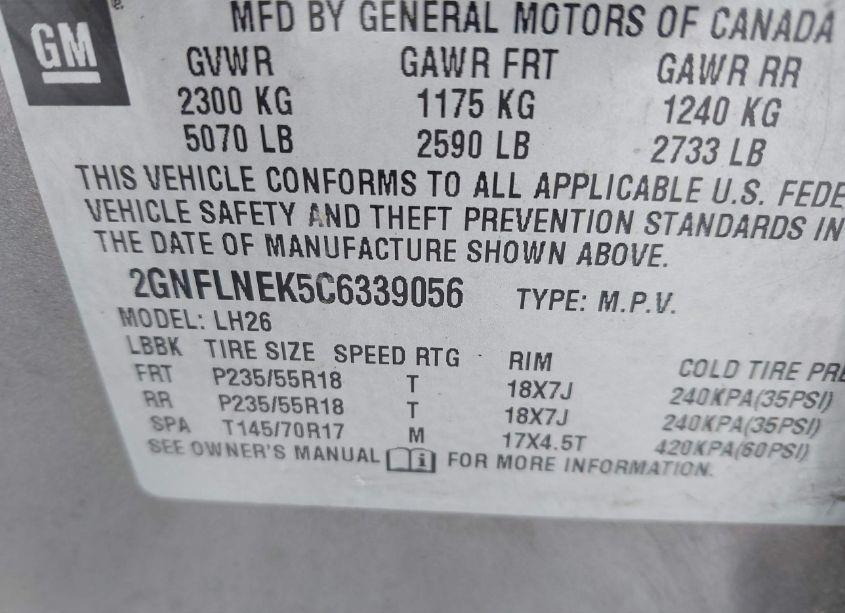 GM
MFD BY GENERAL MOTORS OF CANADA
GVWR GAWR FRT GAWR RR
2300 KG 1175 KG 1240 KG
5070 LB 2590 LB 2733 LB
THIS VEHICLE CONFORMS TO ALL APPLICABLE U.S. FEDE
VEHICLE SAFETY AND THEFT PREVENTION STANDARDS IN
THE DATE OF MANUFACTURE SHOWN ABOVE.
2GNFLNEK5C6339056 TYPE: M.P.V.
MODEL: LH26
LBBK TIRE SIZE SPEED RTG RIM COLD TIRE PRE
FRT P235/55R18 T 18X7J 240KPA(35PSI)
RR P235/55R18 T 18X7J 240KPA(35PSI)
SPA T145/70R17 M 17X4.5T 420KPA(60PSI)
SEE OWNER'S MANUAL i FOR MORE INFORMATION.